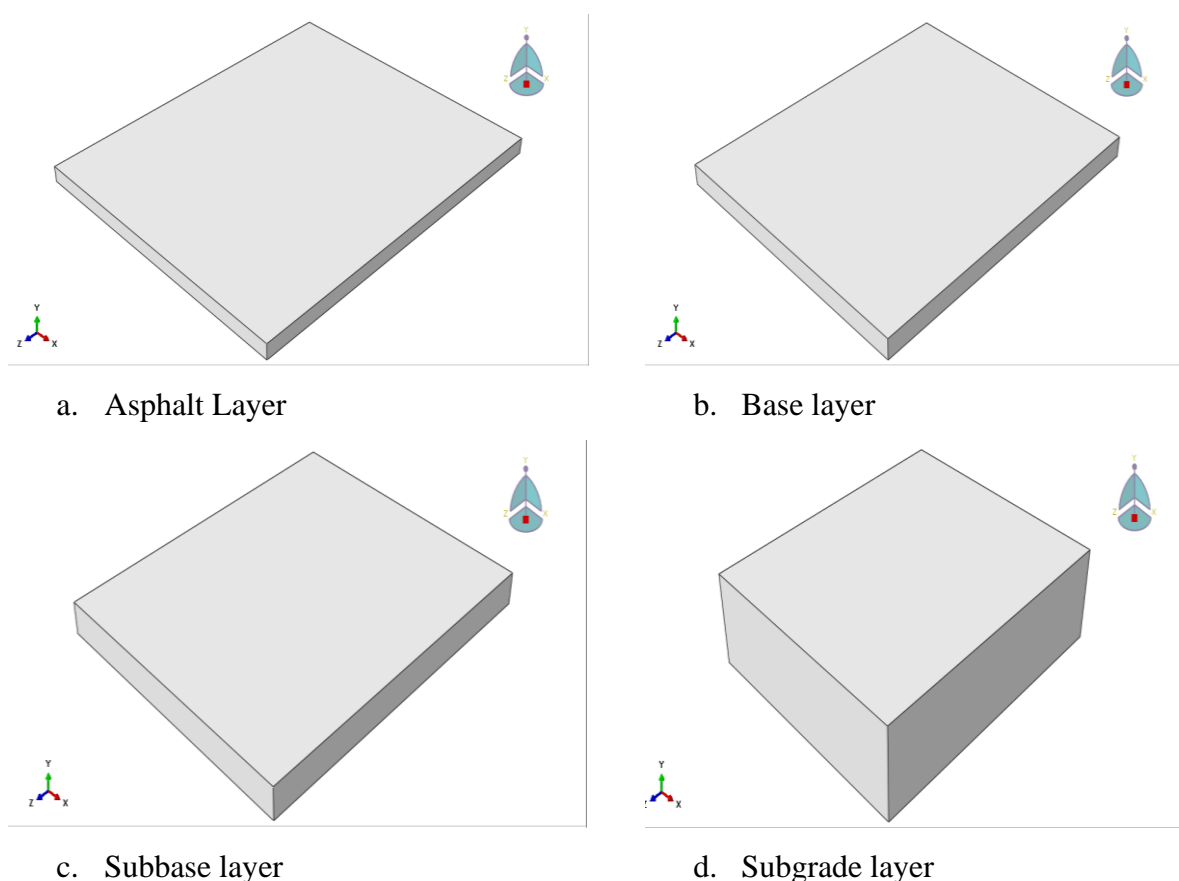 Y
Z X
Y
Z X
Y
Z X
Y
Z X
a. Asphalt Layer
b. Base layer
Y
Z X
Y
Z X
Y
Z X
Y
Z X
c. Subbase layer
d. Subgrade layer